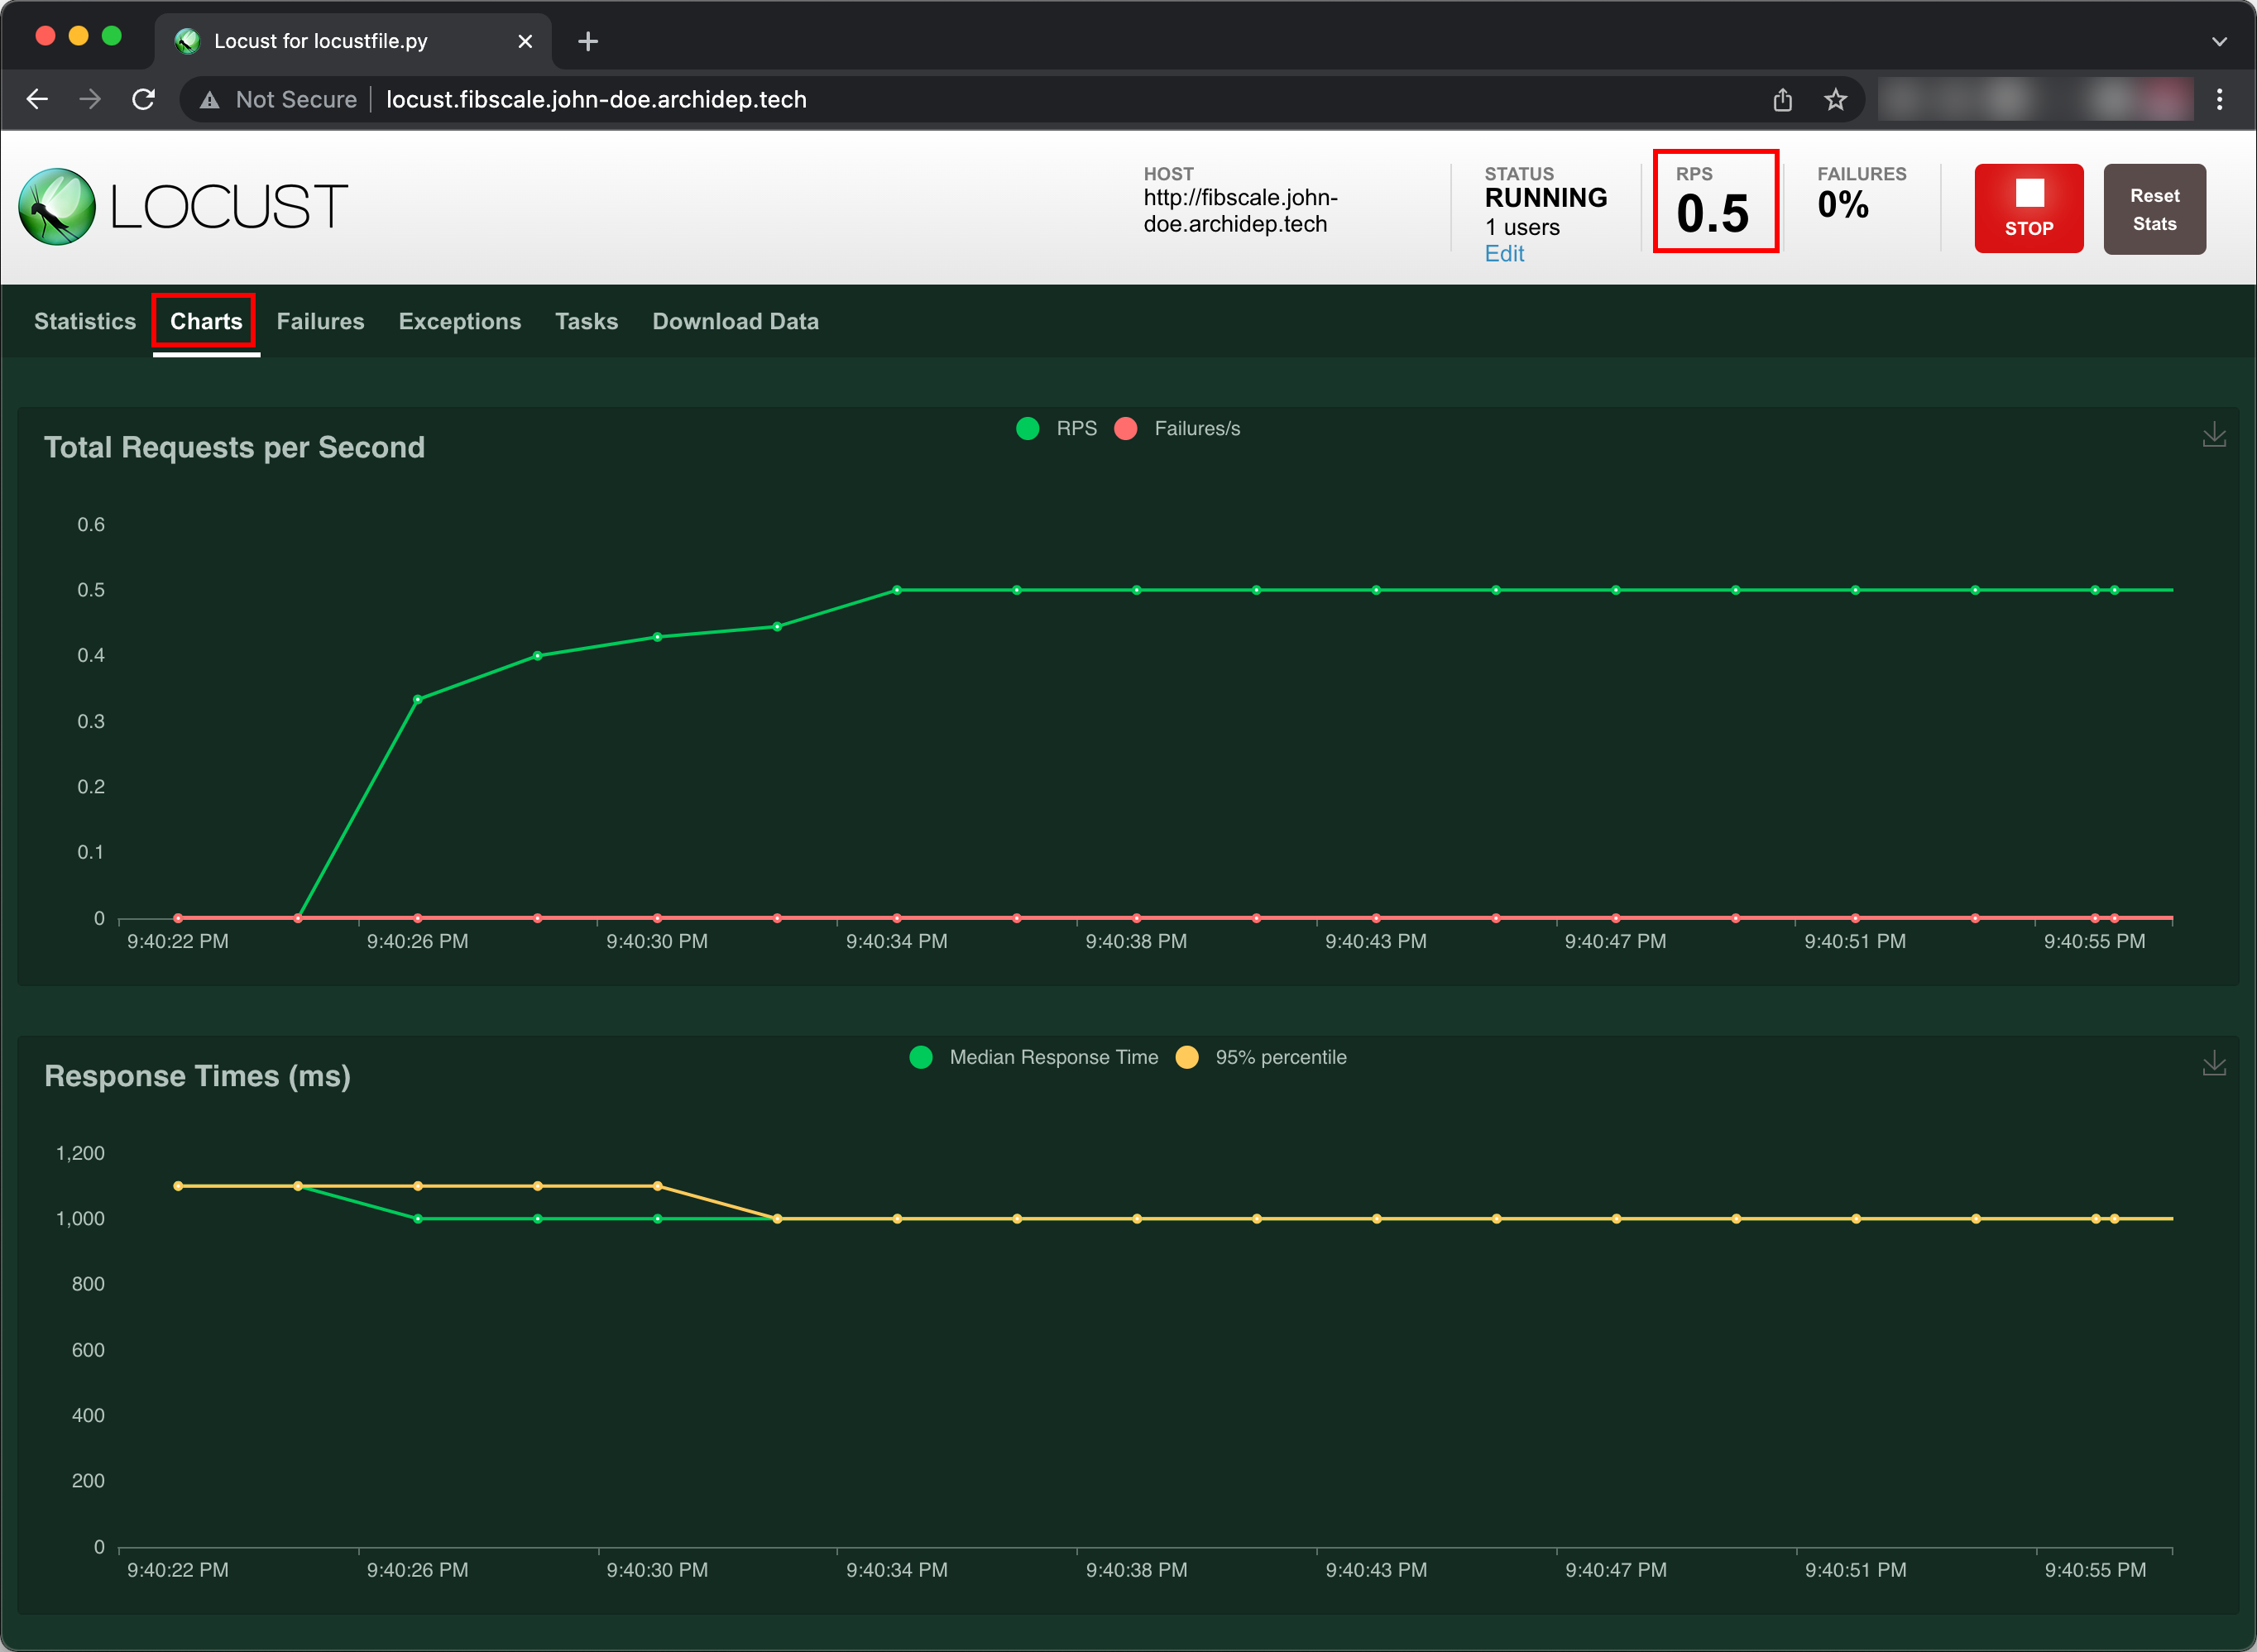 Locust for locustfile.py
Not Secure
locust.fibscale.john-doe.archidep.tech
LOCUST
HOST
http://fibscale.john-
doe.archidep.tech
STATUS
RUNNING
1 users
Edit
RPS
0.5
FAILURES
0%
STOP
Reset
Stats
Statistics Charts Failures Exceptions Tasks Download Data
RPS Failures/s
Total Requests per Second
0.6
0.5
0.4
0.3
0.2
0.1
0
9:40:22 PM 9:40:26 PM 9:40:30 PM 9:40:34 PM 9:40:38 PM 9:40:43 PM 9:40:47 PM 9:40:51 PM 9:40:55 PM
Median Response Time 95% percentile
Response Times (ms)
1,200
1,000
800
600
400
200
0
9:40:22 PM 9:40:26 PM 9:40:30 PM 9:40:34 PM 9:40:38 PM 9:40:43 PM 9:40:47 PM 9:40:51 PM 9:40:55 PM